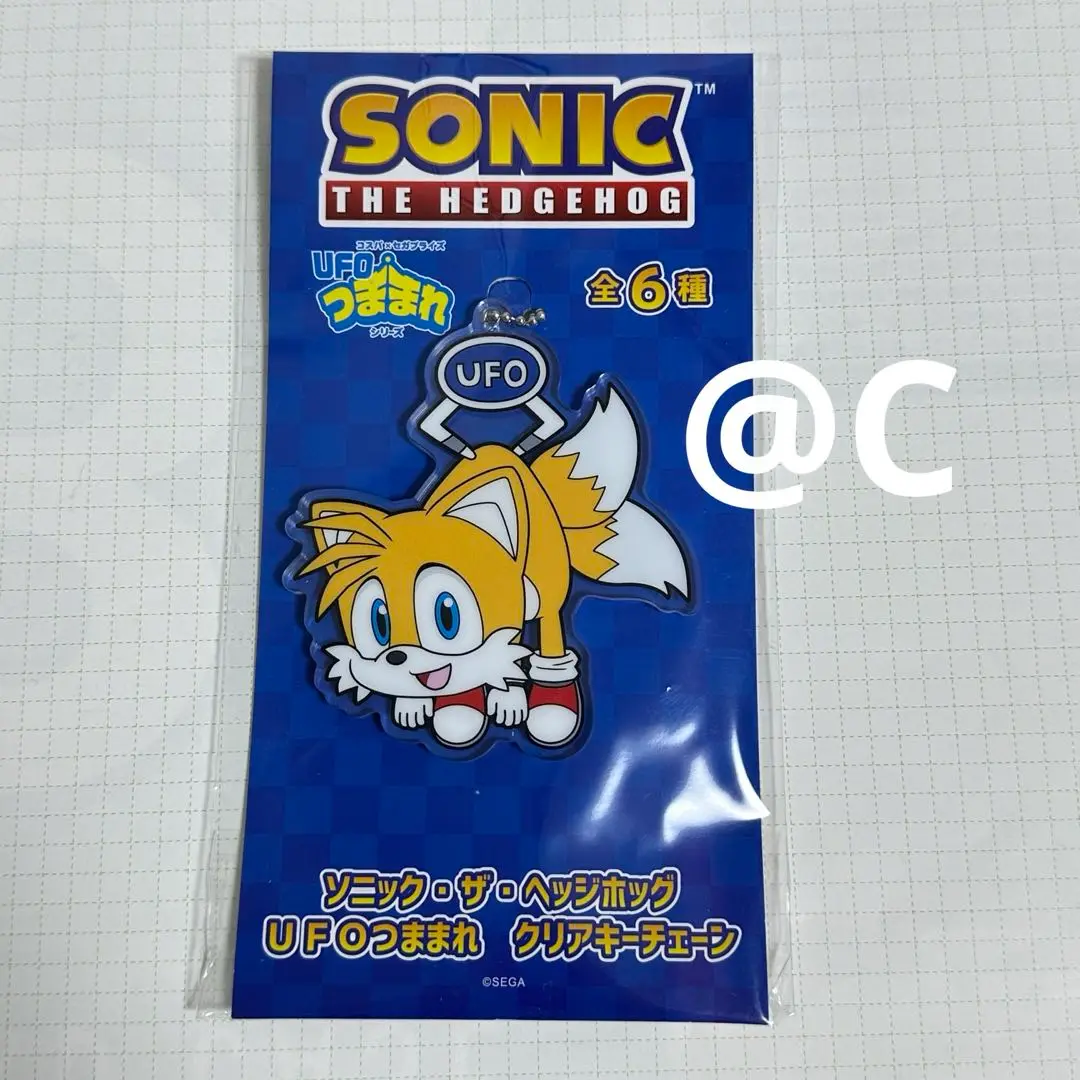 SONIC™
THE HEDGEHOG
コスパ×セガプライズ
UFO
つままれ
シリーズ
全6種
UFO
@C
ソニック・ザ・ヘッジホッグ
UFOつままれ クリアキーチェーン
©SEGA